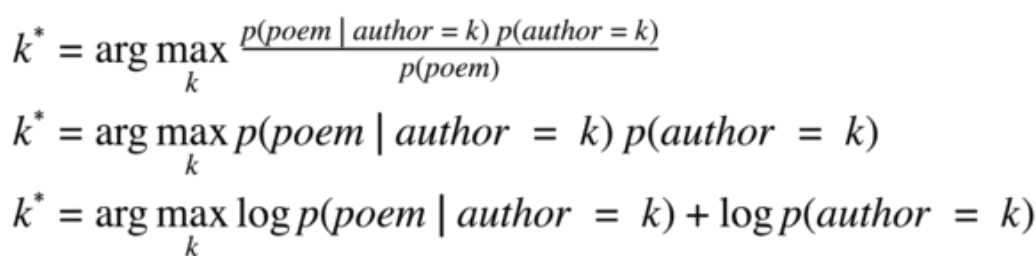 k* = arg max_k p(poem | author = k) p(author = k) / p(poem)
k* = arg max_k p(poem | author = k) p(author = k)
k* = arg max_k log p(poem | author = k) + log p(author = k)